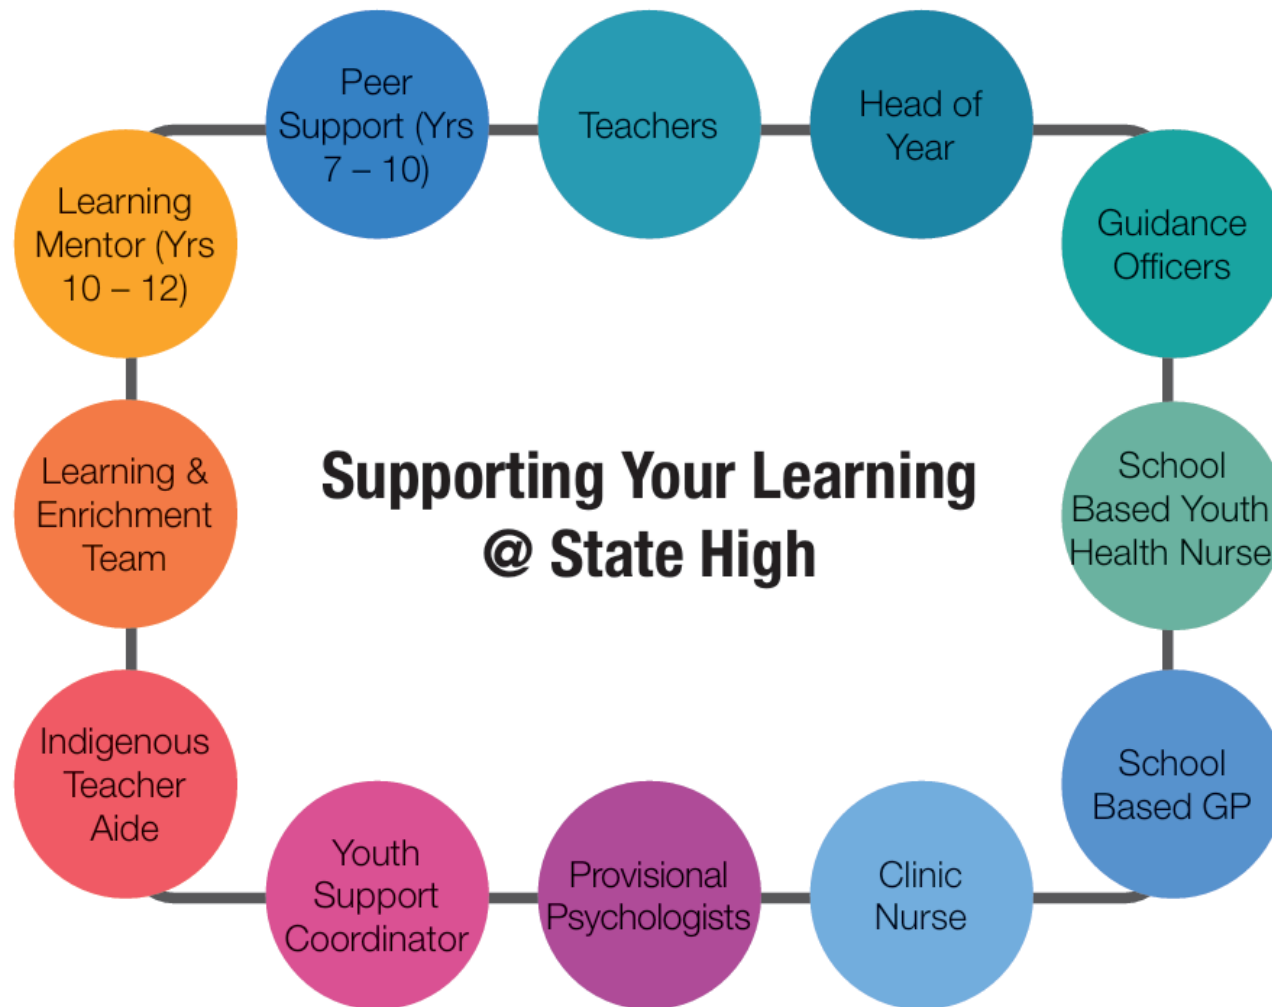 Peer
Support (Yrs
7 – 10)
Teachers
Head of
Year
Guidance
Officers
School
Based Youth
Health Nurse
School
Based GP
Clinic
Nurse
Provisional
Psychologists
Youth
Support
Coordinator
Indigenous
Teacher
Aide
Learning &
Enrichment
Team
Learning
Mentor (Yrs
10 – 12)
Supporting Your Learning
@ State High